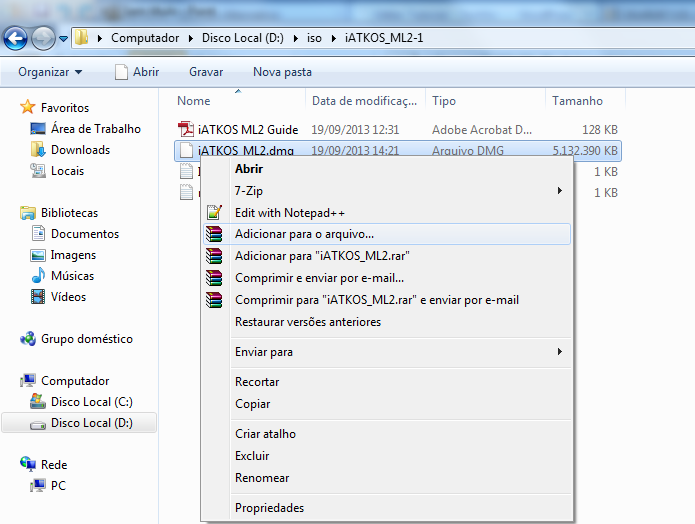 Computador Disco Local (D:) iso iATKOS_ML2-1
Organizar Abrir Gravar Nova pasta
Favoritos
Área de Trabalho
Downloads
Locais
Bibliotecas
Documentos
Imagens
Músicas
Vídeos
Grupo doméstico
Computador
Disco Local (C:)
Disco Local (D:)
Rede
PC
Nome Data de modificaç... Tipo Tamanho
iATKOS ML2 Guide 19/09/2013 12:31 Adobe Acrobat D... 128 KB
iATKOS_ML2.dmg 19/09/2013 14:21 Arquivo DMG 5.132.390 KB
1 KB
1 KB
Abrir
7-Zip
Edit with Notepad++
Adicionar para o arquivo...
Adicionar para "iATKOS_ML2.rar"
Comprimir e enviar por e-mail...
Comprimir para "iATKOS_ML2.rar" e enviar por e-mail
Restaurar versões anteriores
Enviar para
Recortar
Copiar
Criar atalho
Excluir
Renomear
Propriedades